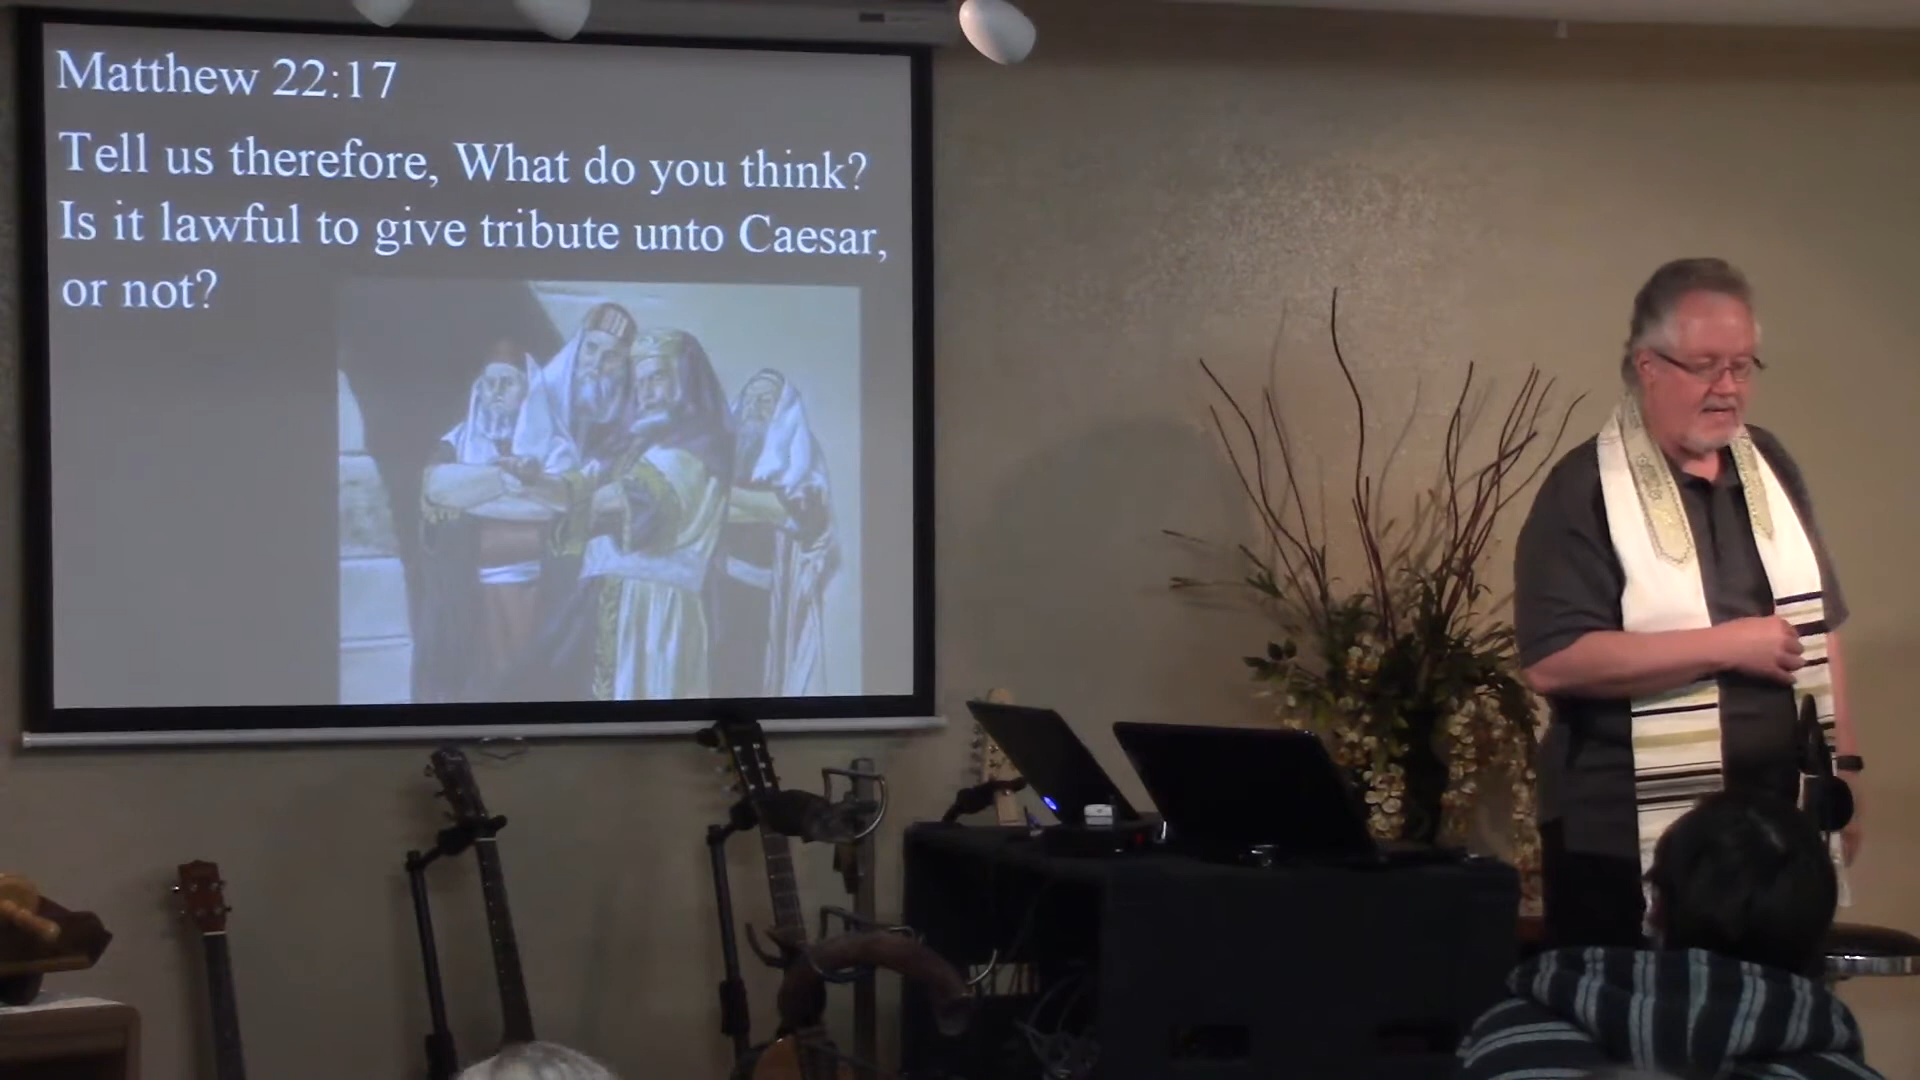 Matthew 22:17
Tell us therefore, What do you think?
Is it lawful to give tribute unto Caesar,
or not?